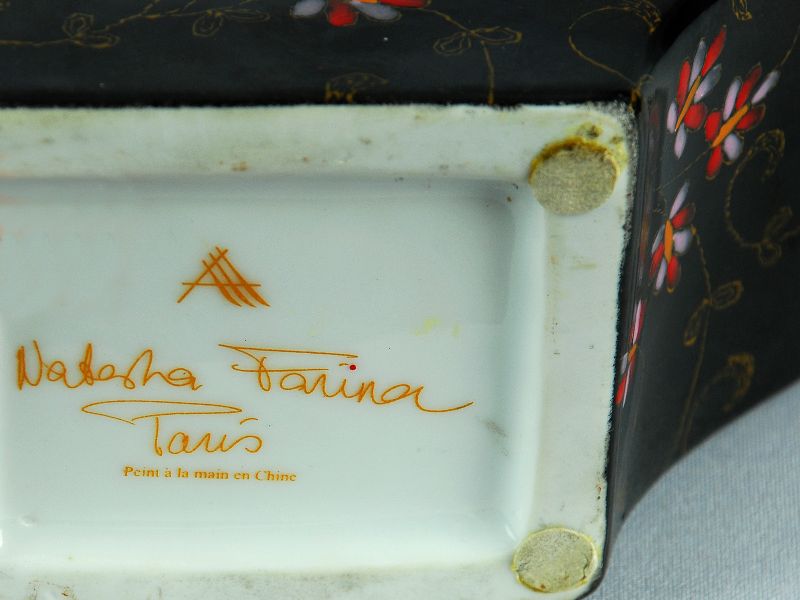 Natasha Farina
Paris
Peint à la main en Chine